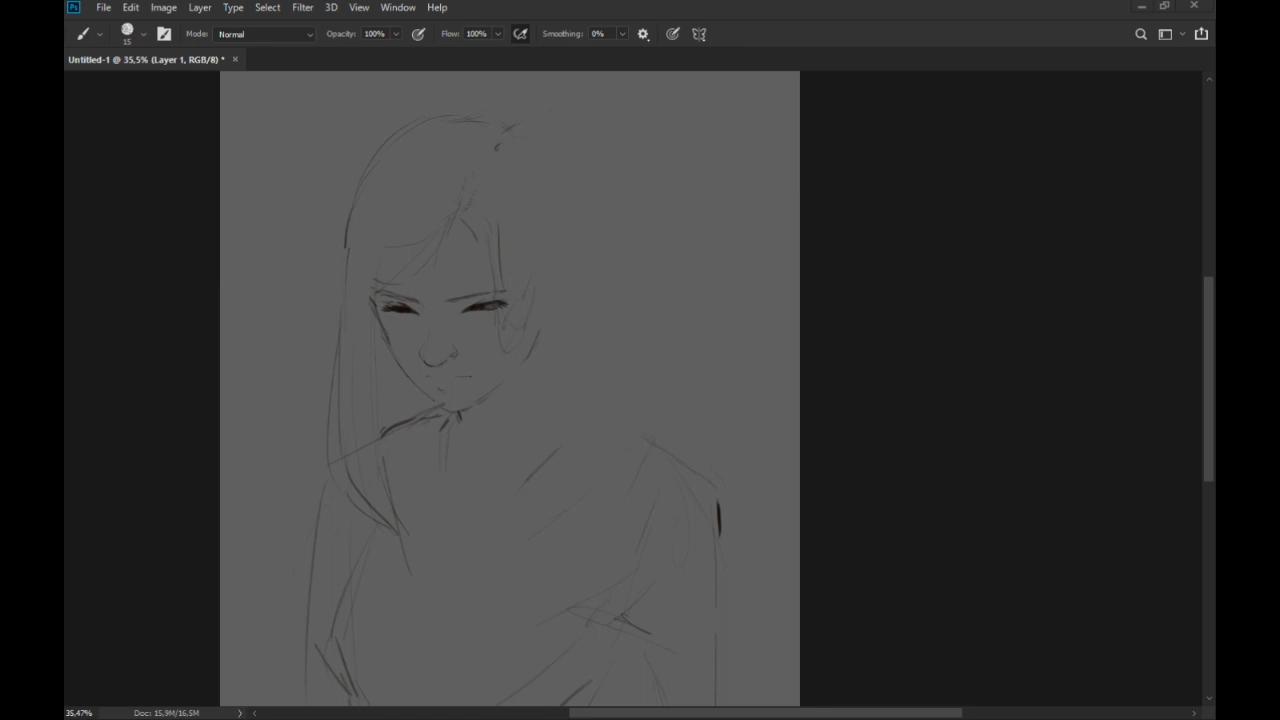 Ps File Edit Image Layer Type Select Filter 3D View Window Help
15 Mode: Normal Opacity: 100% Flow: 100% Smoothing: 0%
Untitled-1 @ 35,5% (Layer 1, RGB/8) * ×
35,47% Doc: 15,9M/16,5M